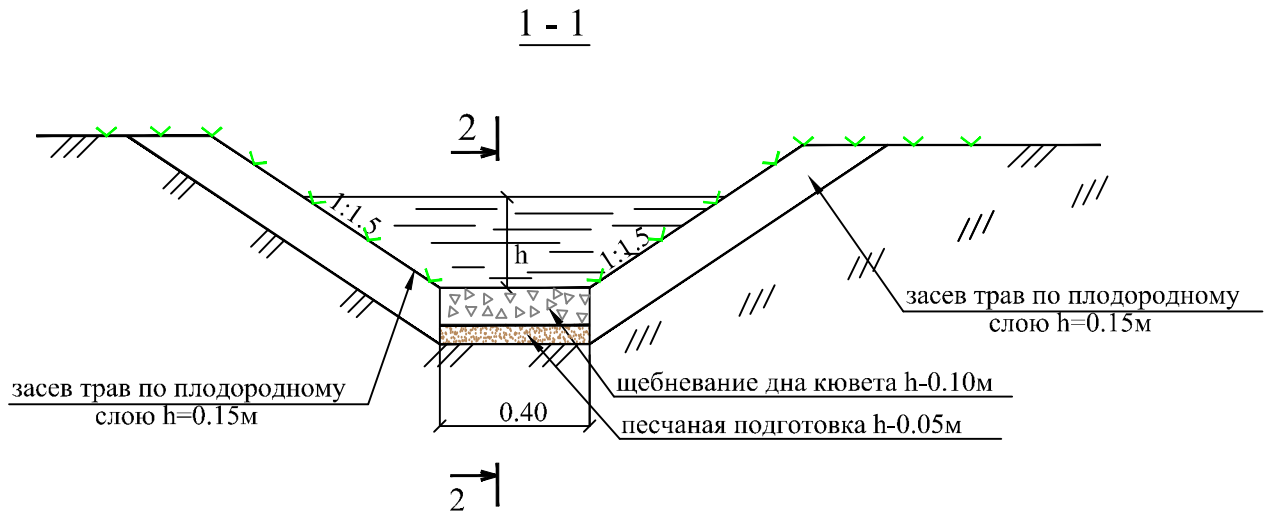 1 - 1
2
1:1.5
h
1:1.5
засев трав по плодородному
слою h=0.15м
щебневание дна кювета h-0.10м
засев трав по плодородному
слою h=0.15м
0.40
песчаная подготовка h-0.05м
2